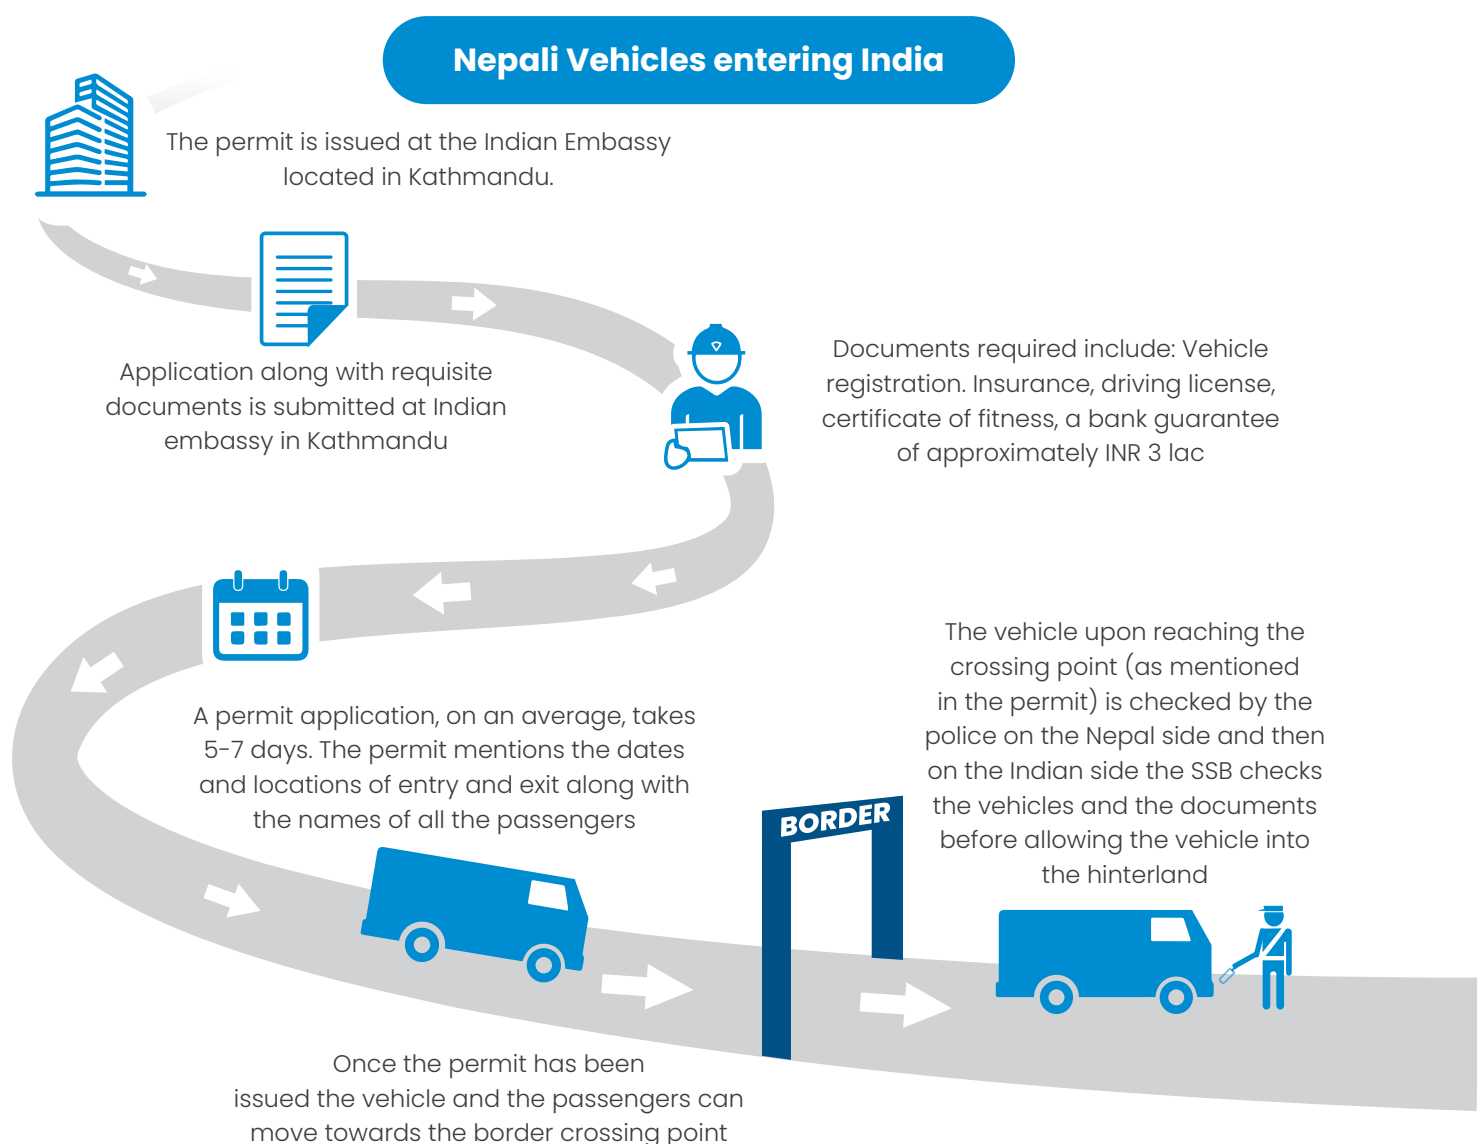 Nepali Vehicles entering India
The permit is issued at the Indian Embassy
located in Kathmandu.
Application along with requisite
documents is submitted at Indian
embassy in Kathmandu
Documents required include: Vehicle
registration. Insurance, driving license,
certificate of fitness, a bank guarantee
of approximately INR 3 lac
A permit application, on an average, takes
5-7 days. The permit mentions the dates
and locations of entry and exit along with
the names of all the passengers
The vehicle upon reaching the
crossing point (as mentioned
in the permit) is checked by the
police on the Nepal side and then
on the Indian side the SSB checks
the vehicles and the documents
before allowing the vehicle into
the hinterland
BORDER
Once the permit has been
issued the vehicle and the passengers can
move towards the border crossing point